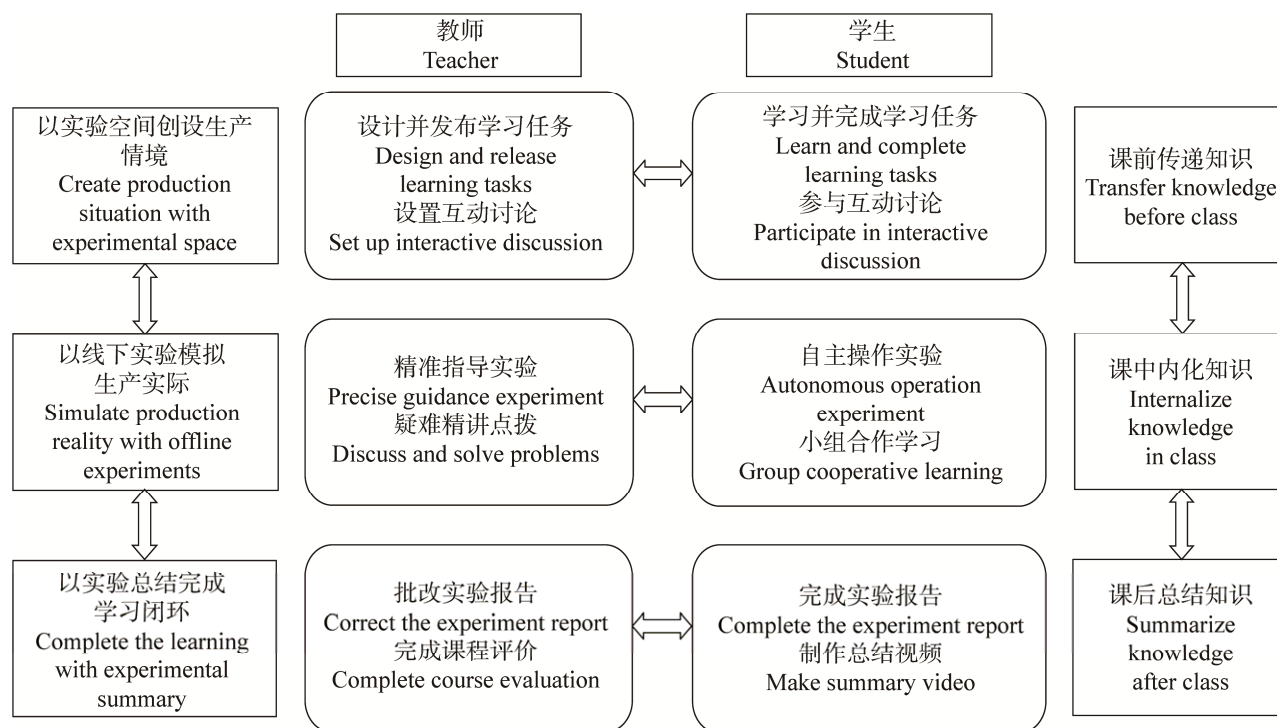 教师
Teacher
学生
Student
以实验空间创设生产
情境
Create production
situation with
experimental space
设计并发布学习任务
Design and release
learning tasks
设置互动讨论
Set up interactive discussion
学习并完成学习任务
Learn and complete
learning tasks
参与互动讨论
Participate in interactive
discussion
课前传递知识
Transfer knowledge
before class
以线下实验模拟
生产实际
Simulate production
reality with offline
experiments
精准指导实验
Precise guidance experiment
疑难精讲点拨
Discuss and solve problems
自主操作实验
Autonomous operation
experiment
小组合作学习
Group cooperative learning
课中内化知识
Internalize
knowledge
in class
以实验总结完成
学习闭环
Complete the learning
with experimental
summary
批改实验报告
Correct the experiment report
完成课程评价
Complete course evaluation
完成实验报告
Complete the experiment report
制作总结视频
Make summary video
课后总结知识
Summarize
knowledge
after class